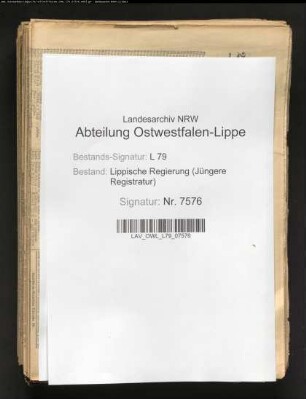 Landesarchiv NRW
Abteilung Ostwestfalen-Lippe
Bestands-Signatur: L 79
Bestand: Lippische Regierung (Jüngere
Registratur)
Signatur: Nr. 7576
LAV_OWL_L79_07576